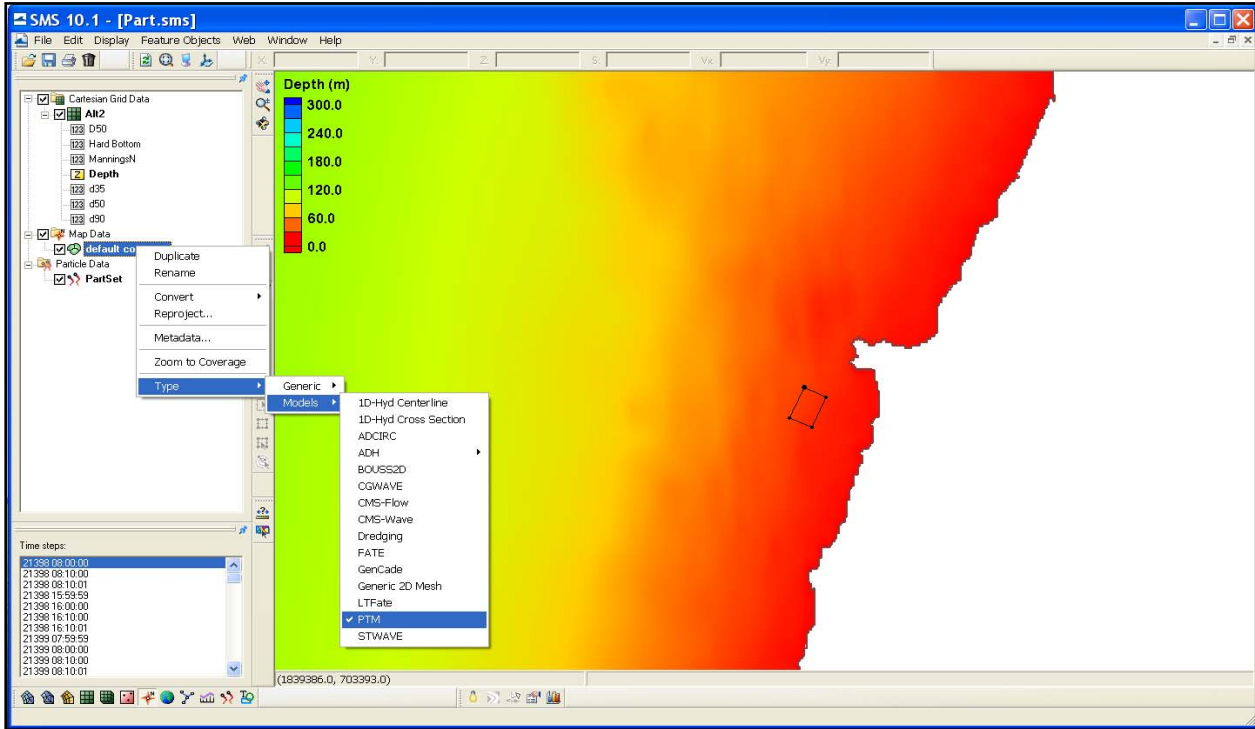 SMS 10.1 - [Part.sms]
File Edit Display Feature Objects Web Window Help
X: Y: Z: S: Vx: Vy:
Cartesian Grid Data
Alt2
123 D50
123 Hard Bottom
123 ManningsN
Z Depth
123 d35
123 d50
123 d90
Map Data
default co
Particle Data
PartSet
Duplicate
Rename
Convert
Reproject...
Metadata...
Zoom to Coverage
Type
Generic
Models
1D-Hyd Centerline
1D-Hyd Cross Section
ADCIRC
ADH
BOUSS2D
CGWAVE
CMS-Flow
CMS-Wave
Dredging
FATE
GenCade
Generic 2D Mesh
LTFate
PTM
STWAVE
Depth (m)
300.0
240.0
180.0
120.0
60.0
0.0
Time steps:
21398 08:00:00
21398 08:10:00
21398 08:10:01
21398 15:59:59
21398 16:00:00
21398 16:10:00
21398 16:10:01
21399 07:59:59
21399 08:00:00
21399 08:10:00
21399 08:10:01
(1839386.0, 703393.0)